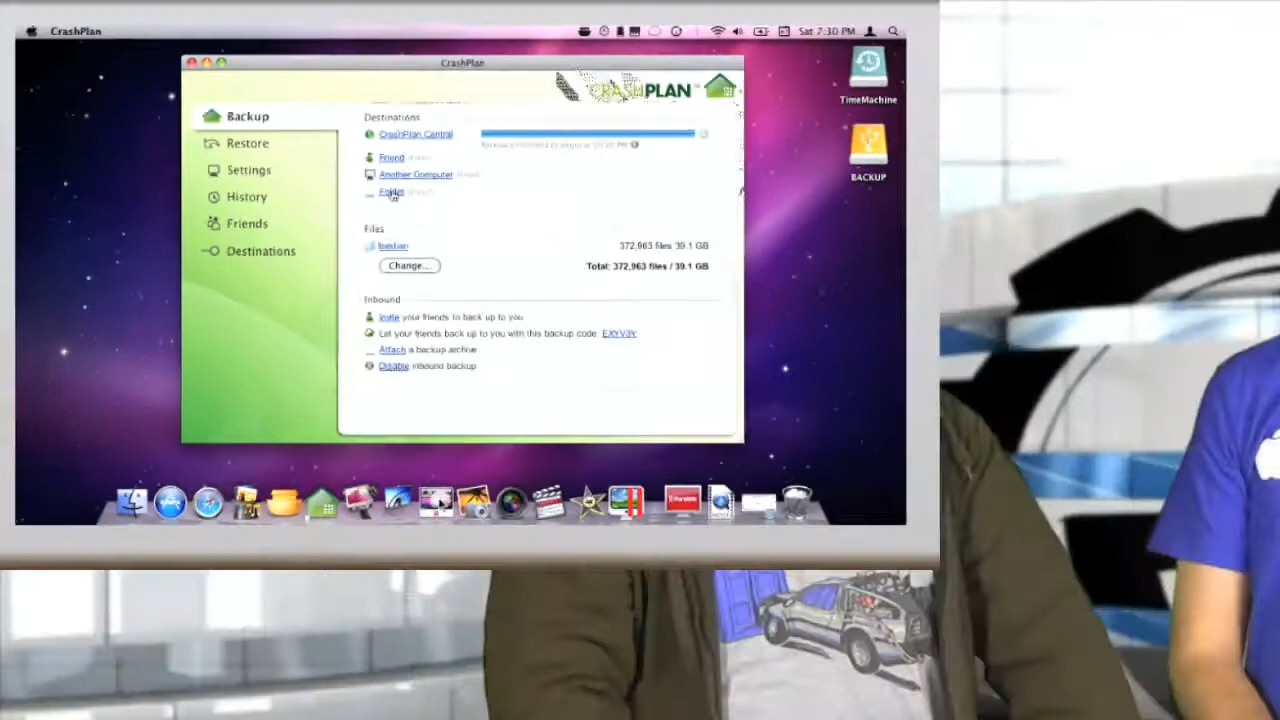 CrashPlan
Sat 7:30 PM
CrashPlan
CRASHPLAN
TimeMachine
BACKUP
Backup
Restore
Settings
History
Friends
Destinations
Destinations
CrashPlan Central
Friend
Another Computer
Folder
Files
bastian
372,963 files 39.1 GB
Change...
Total: 372,963 files / 39.1 GB
Inbound
Invite your friends to back up to you
Let your friends back up to you with this backup code:
Attach a backup archive
Disable inbound backup